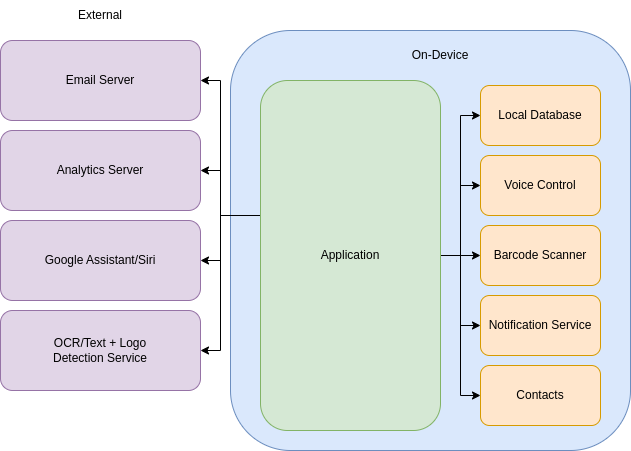 External
On-Device
Email Server
Analytics Server
Google Assistant/Siri
OCR/Text + Logo
Detection Service
Application
Local Database
Voice Control
Barcode Scanner
Notification Service
Contacts